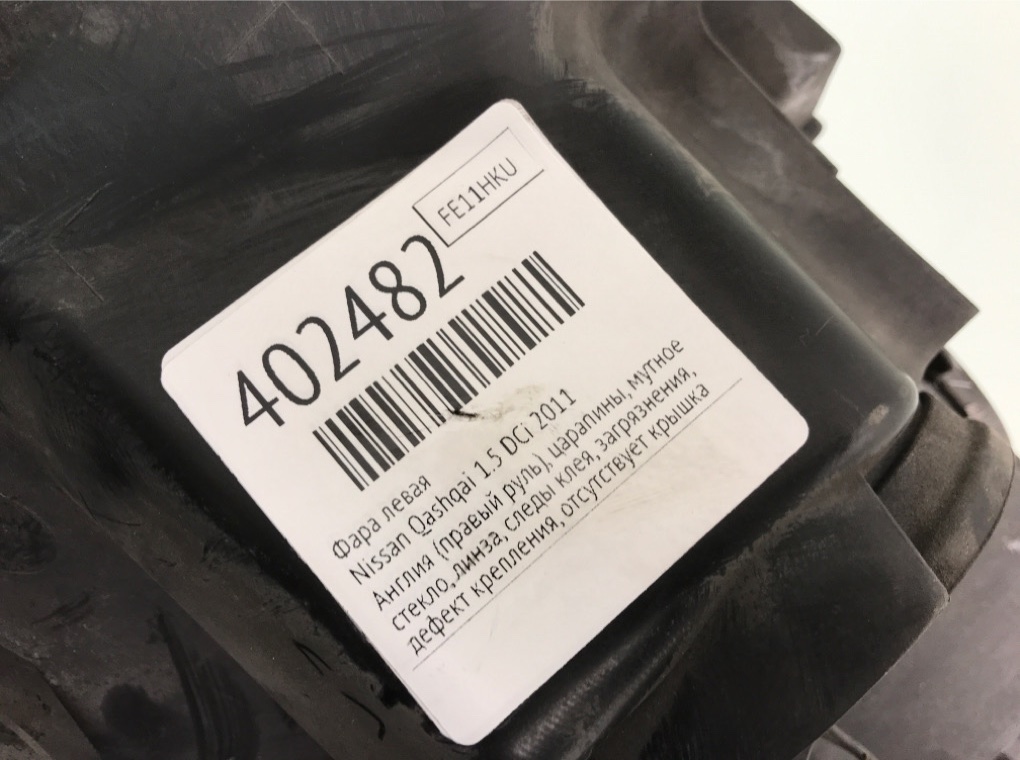 FE11HKU
402482
Фара левая
Nissan Qashqai 1.5 DCi 2011
Англия (правый руль), царапины, мутное
стекло, линза, следы клея, загрязнения,
дефект крепления, отсутствует крышка